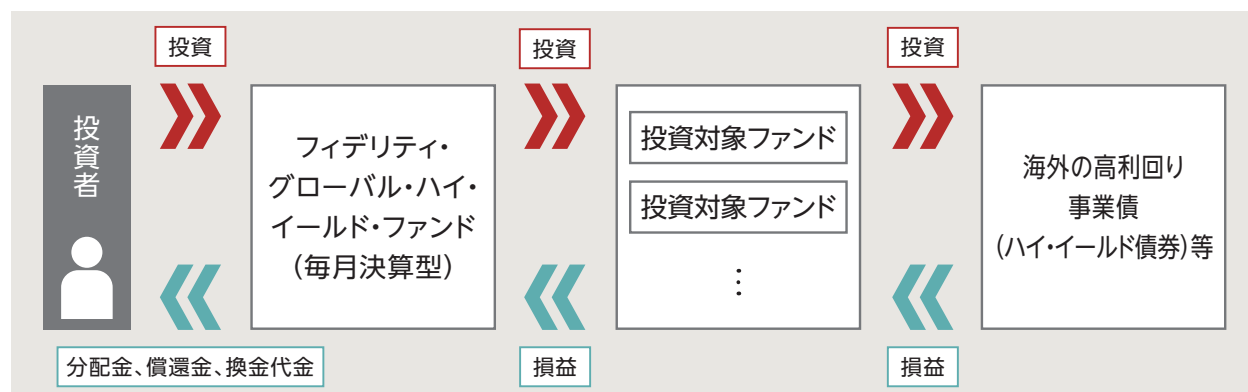 投資
投資
投資
投資者
フィデリティ・
グローバル・ハイ・
イールド・ファンド
(毎月決算型)
投資対象ファンド
投資対象ファンド
⋮
海外の高利回り
事業債
(ハイ・イールド債券)等
分配金、償還金、換金代金
損益
損益